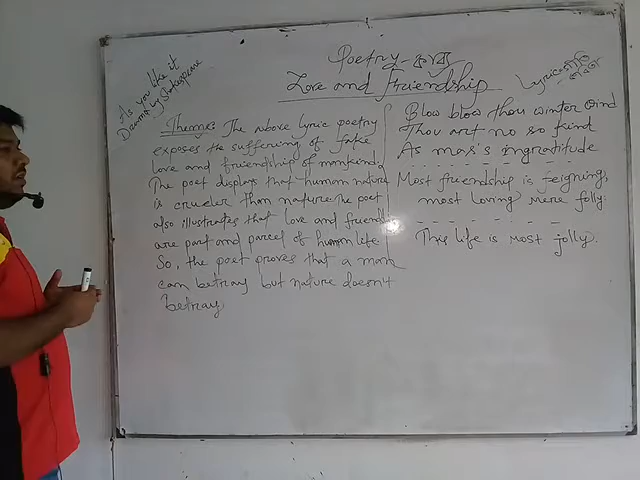 Poetry - কাব্য
Love and Friendship
As you like it
Drama by Shakespeare
Lyric
Theme: The above lyric poetry
exposes the suffering of fake
love and friendship of mankind.
The poet displays that human nature
is crueler than nature. The poet
also illustrates that love and friend
are part and parcel of human life
So, the poet proves that a man
can betray but nature doesn't
betray.
Blow blow thou winter wind
Thou art no so kind
As man's ingratitude
Most friendship is feigning,
most loving mere folly.
This life is most jolly.